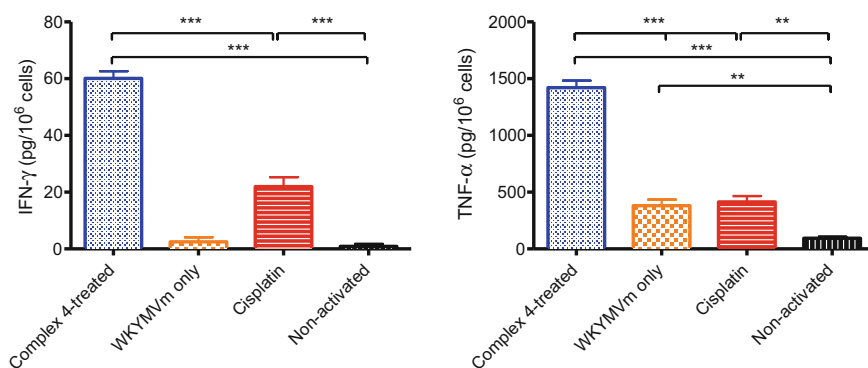 *** ***
***
80
60
40
20
0
IFN-γ (pg/10⁶ cells)
Complex 4-treated
WKYMVm only
Cisplatin
Non-activated
*** **
***
**
2000
1500
1000
500
0
TNF-α (pg/10⁶ cells)
Complex 4-treated
WKYMVm only
Cisplatin
Non-activated